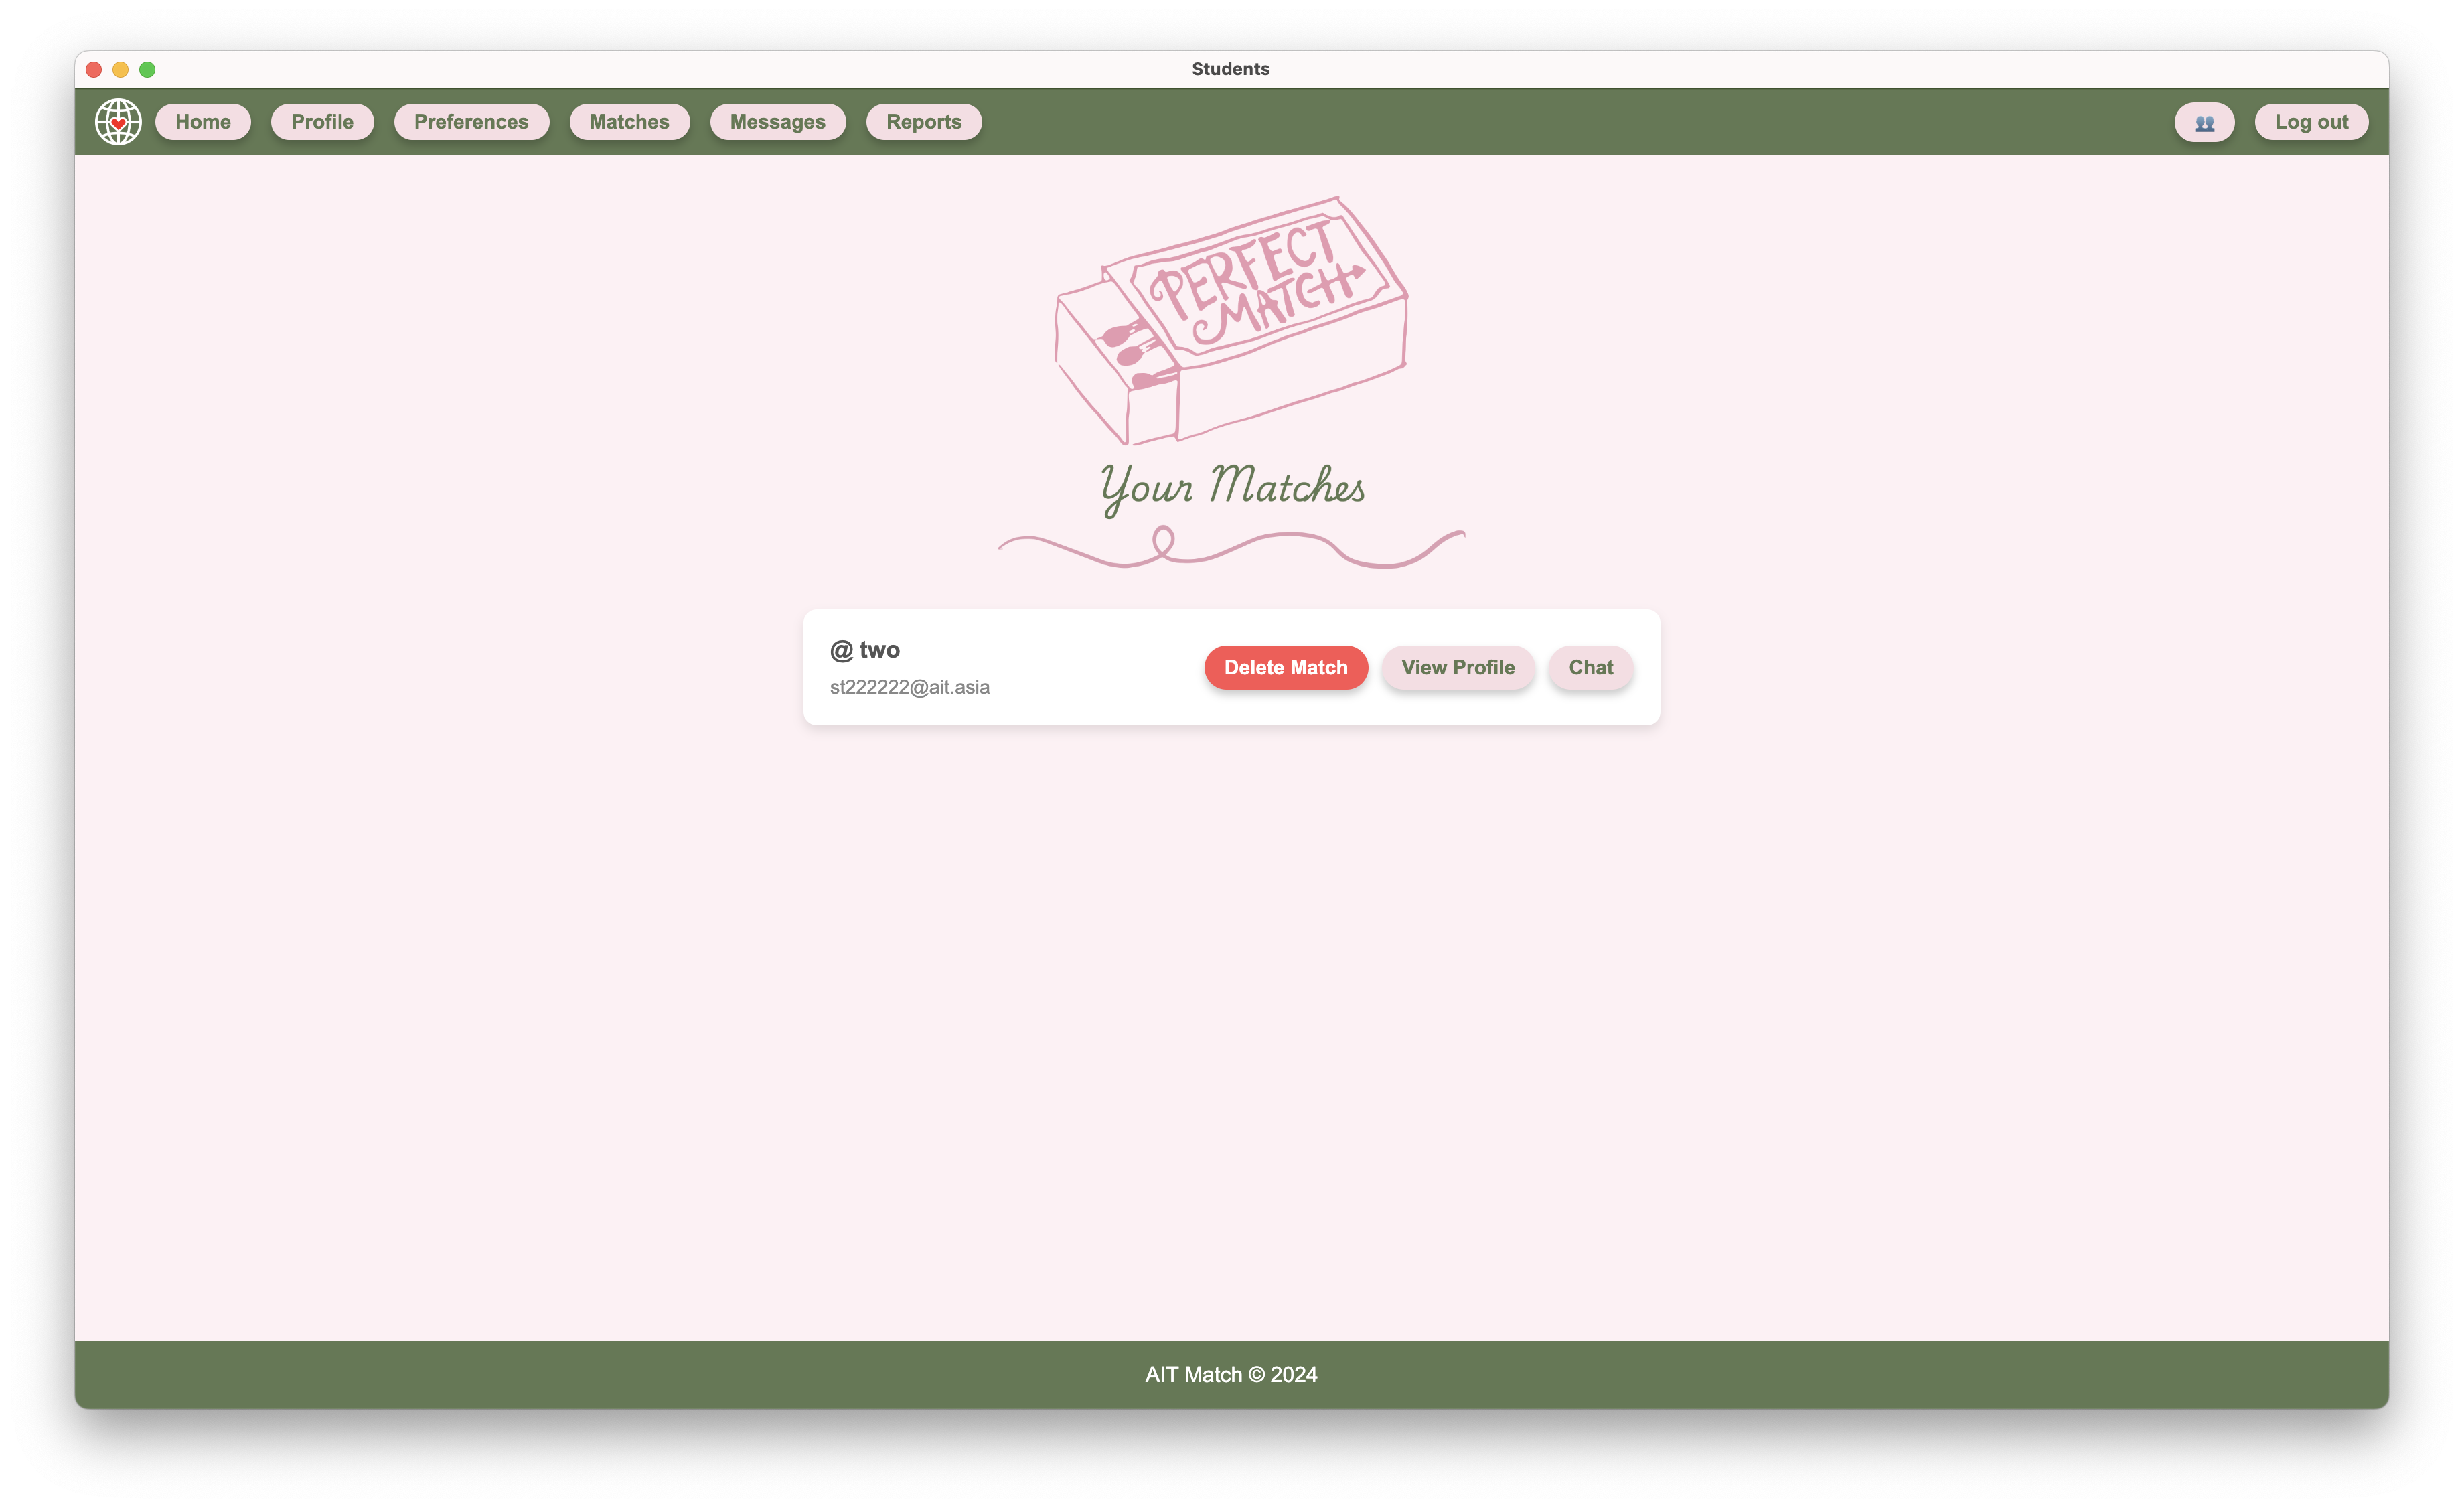 Students
Home Profile Preferences Matches Messages Reports Log out
PERFECT
MATCH
Your Matches
@ two
st222222@ait.asia
Delete Match View Profile Chat
AIT Match © 2024